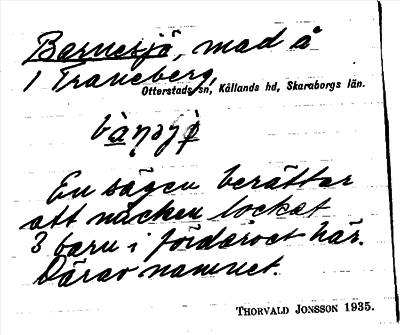 Barnesjö, mad å
1 Traneberg,
Otterstads sn, Kållands hd, Skaraborgs län.
En sägen berättar
att näcken lockat
3 barn i fördärvet här.
Därav namnet.
THORVALD JONSSON 1935.